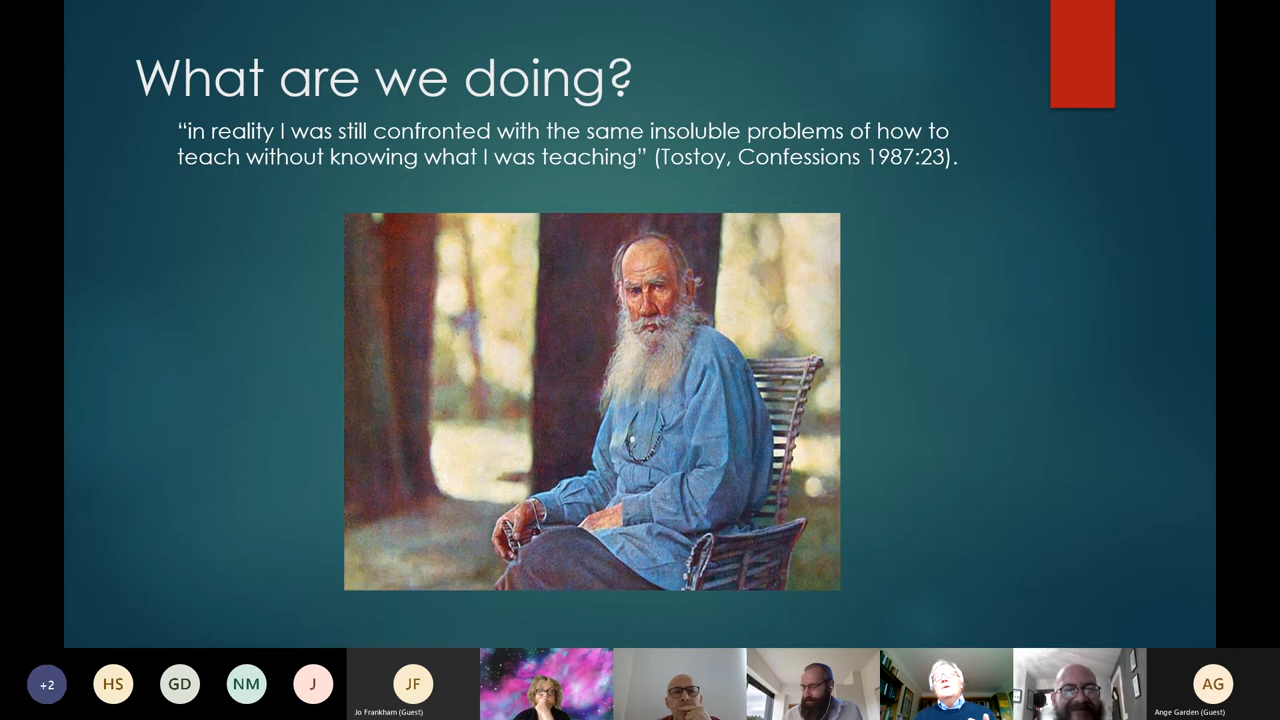 What are we doing?
“in reality I was still confronted with the same insoluble problems of how to
teach without knowing what I was teaching” (Tostoy, Confessions 1987:23).
+2
HS
GD
NM
J
JF
Jo Frankham (Guest)
AG
Ange Garden (Guest)